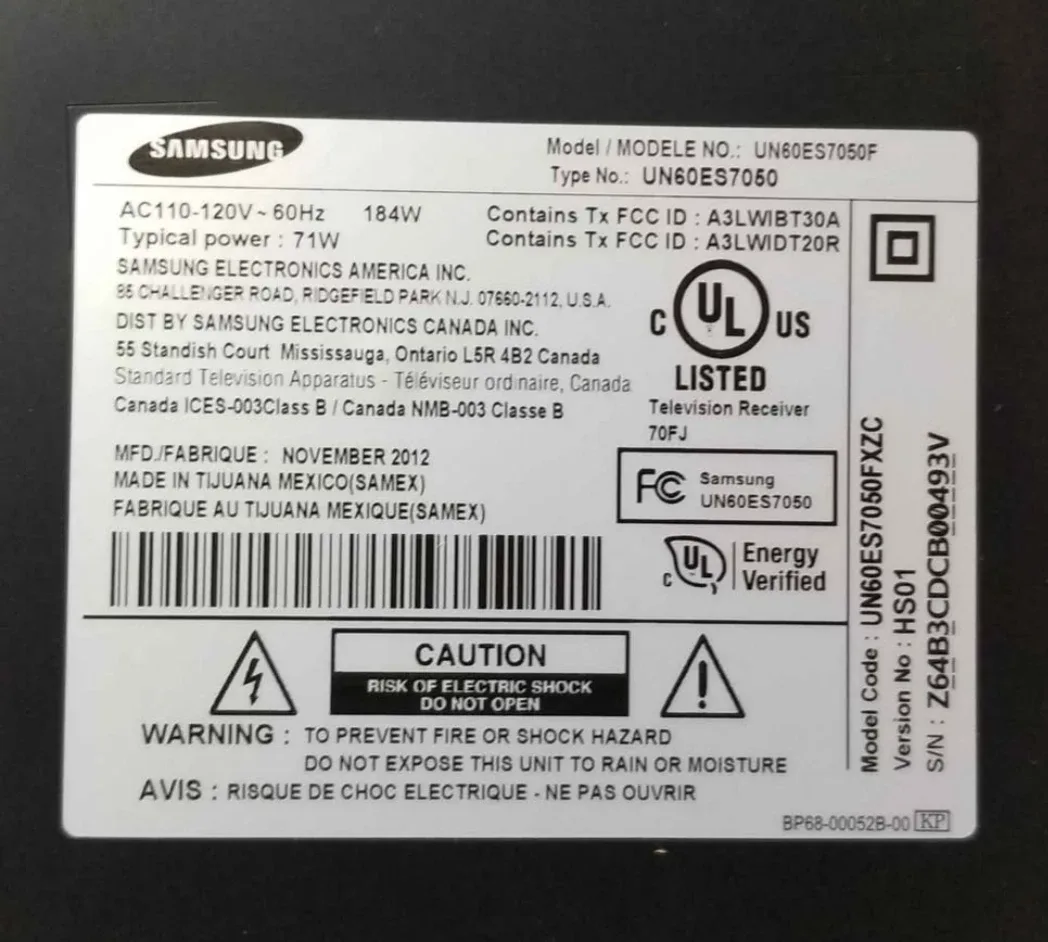 SAMSUNG
Model / MODELE NO.: UN60ES7050F
Type No.: UN60ES7050
AC110-120V~60Hz 184W
Typical power : 71W
Contains Tx FCC ID : A3LWIBT30A
Contains Tx FCC ID : A3LWIDT20R
SAMSUNG ELECTRONICS AMERICA INC.
85 CHALLENGER ROAD, RIDGEFIELD PARK N.J. 07660-2112, U.S.A.
DIST BY SAMSUNG ELECTRONICS CANADA INC.
55 Standish Court Mississauga, Ontario L5R 4B2 Canada
Standard Television Apparatus - Téléviseur ordinaire, Canada
Canada ICES-003Class B / Canada NMB-003 Classe B
C UL US
LISTED
Television Receiver
70FJ
MFD./FABRIQUE : NOVEMBER 2012
MADE IN TIJUANA MEXICO(SAMEX)
FABRIQUE AU TIJUANA MEXIQUE(SAMEX)
FC Samsung
UN60ES7050
c UL Energy
Verified
CAUTION
RISK OF ELECTRIC SHOCK
DO NOT OPEN
WARNING : TO PREVENT FIRE OR SHOCK HAZARD
DO NOT EXPOSE THIS UNIT TO RAIN OR MOISTURE
AVIS : RISQUE DE CHOC ELECTRIQUE - NE PAS OUVRIR
BP68-00052B-00 KP
Model Code : UN60ES7050FXZC
Version No : HS01
S/N : Z64B3CDCB00493V